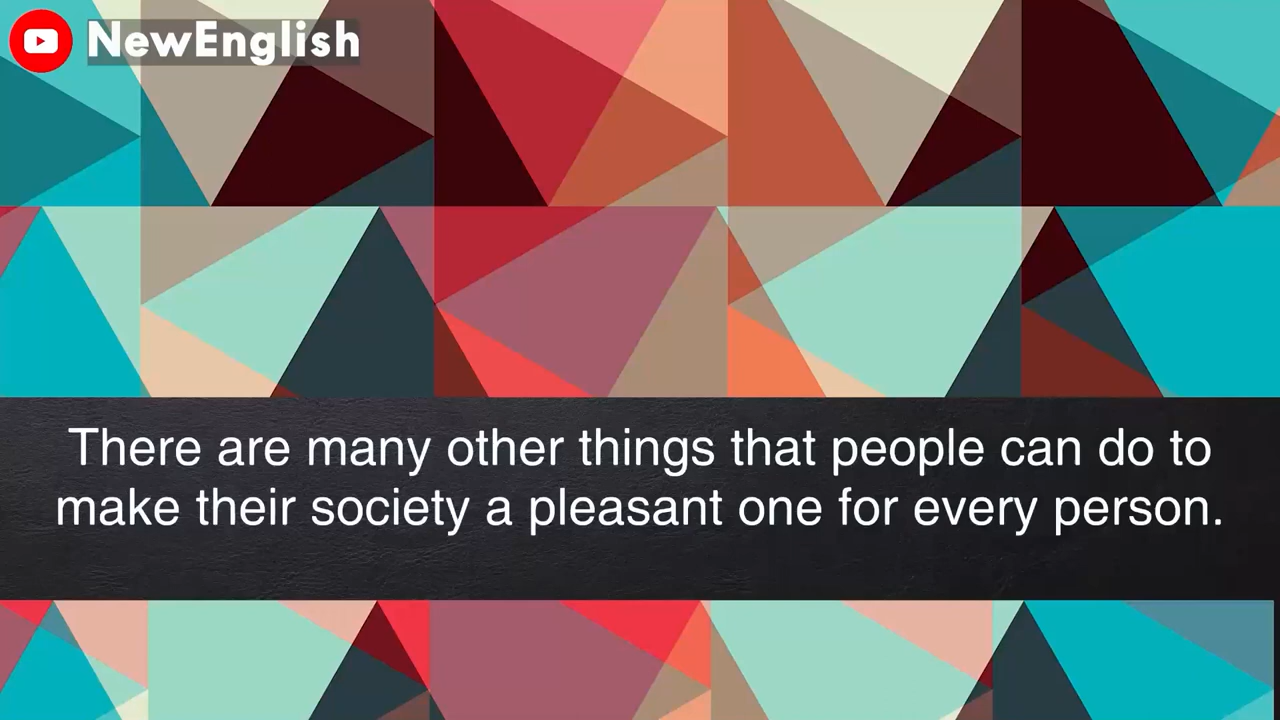 NewEnglish
There are many other things that people can do to
make their society a pleasant one for every person.